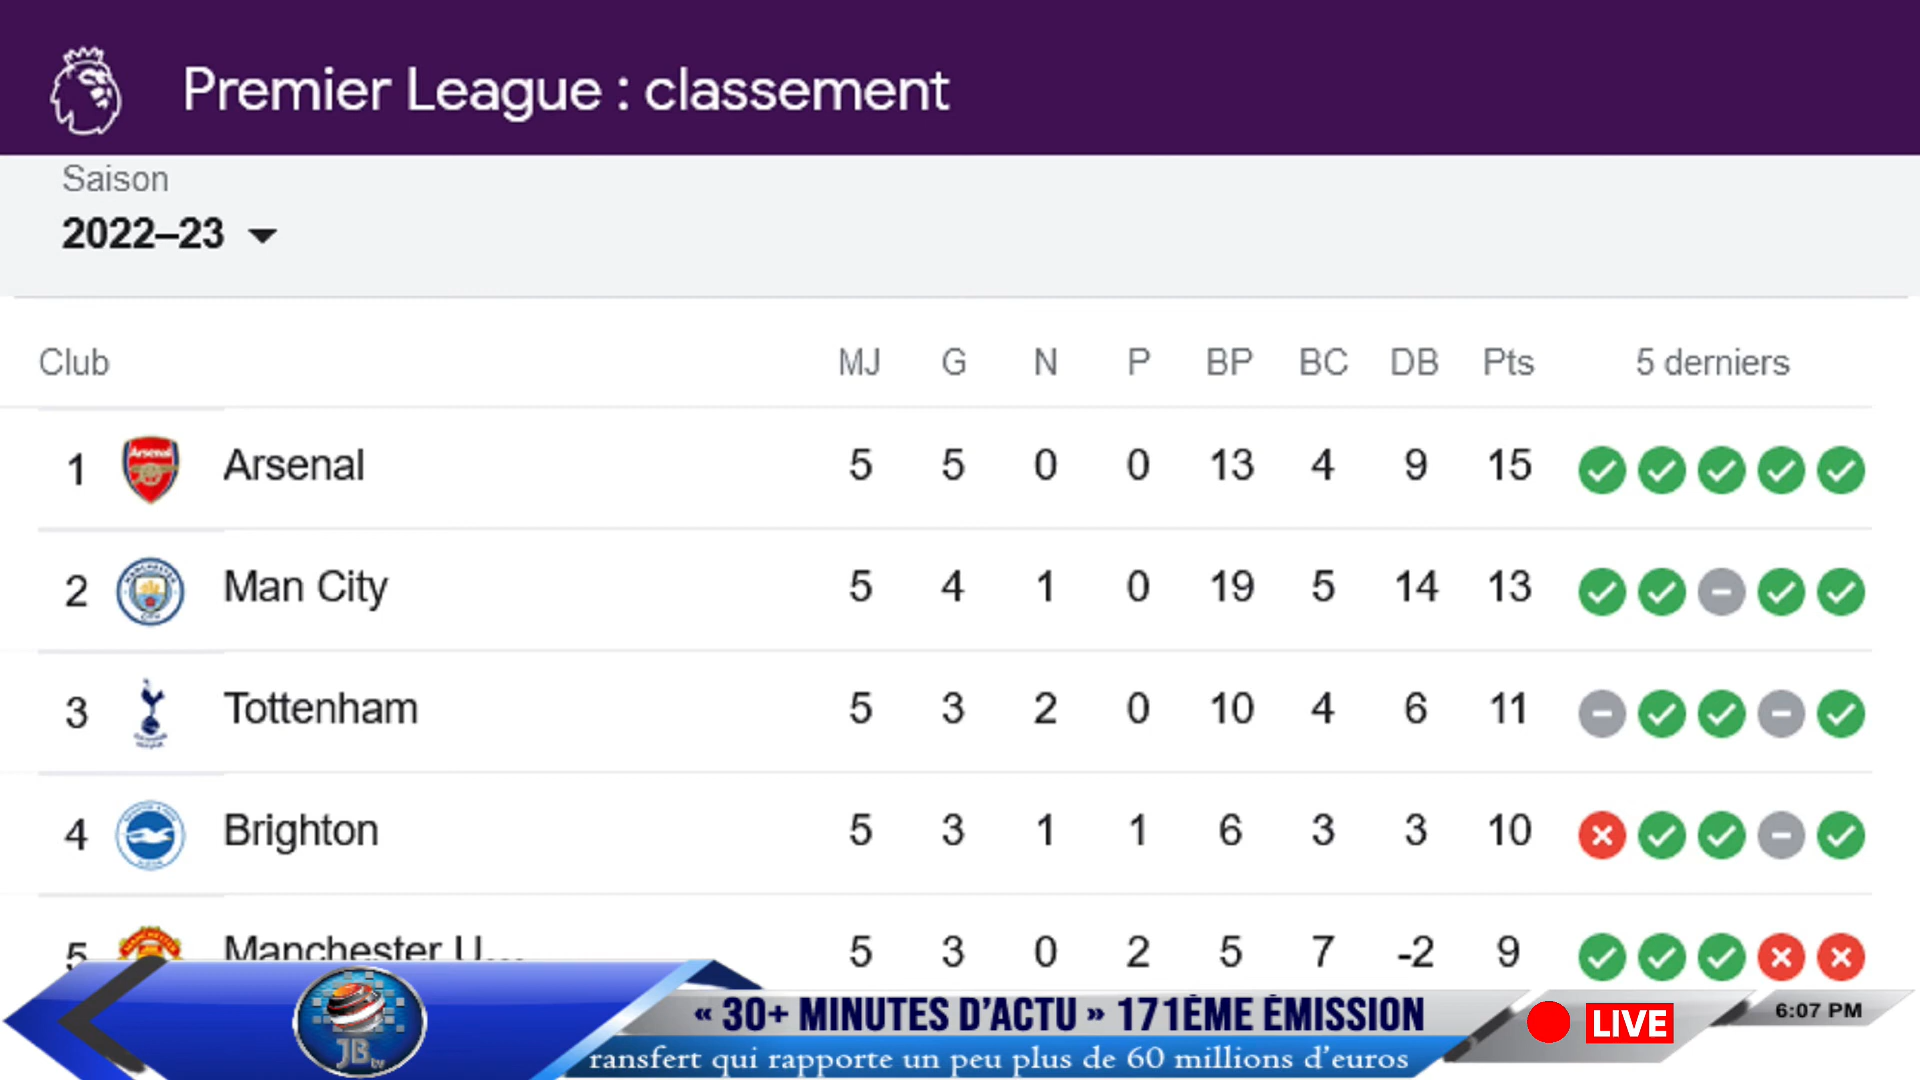 Premier League : classement
Saison
2022–23
Club MJ G N P BP BC DB Pts 5 derniers
1 Arsenal 5 5 0 0 13 4 9 15
2 Man City 5 4 1 0 19 5 14 13
3 Tottenham 5 3 2 0 10 4 6 11
4 Brighton 5 3 1 1 6 3 3 10
5 Manchester U... 5 3 0 2 5 7 -2 9
« 30+ MINUTES D'ACTU » 171ÈME ÉMISSION
LIVE
6:07 PM
JB tv
ransfert qui rapporte un peu plus de 60 millions d'euros